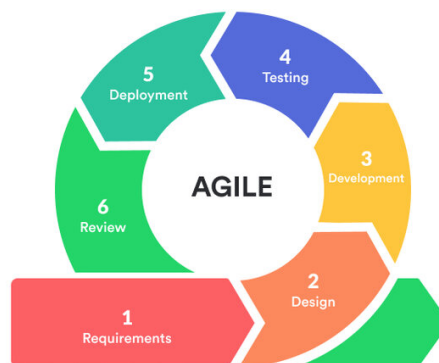 AGILE
1
Requirements
2
Design
3
Development
4
Testing
5
Deployment
6
Review